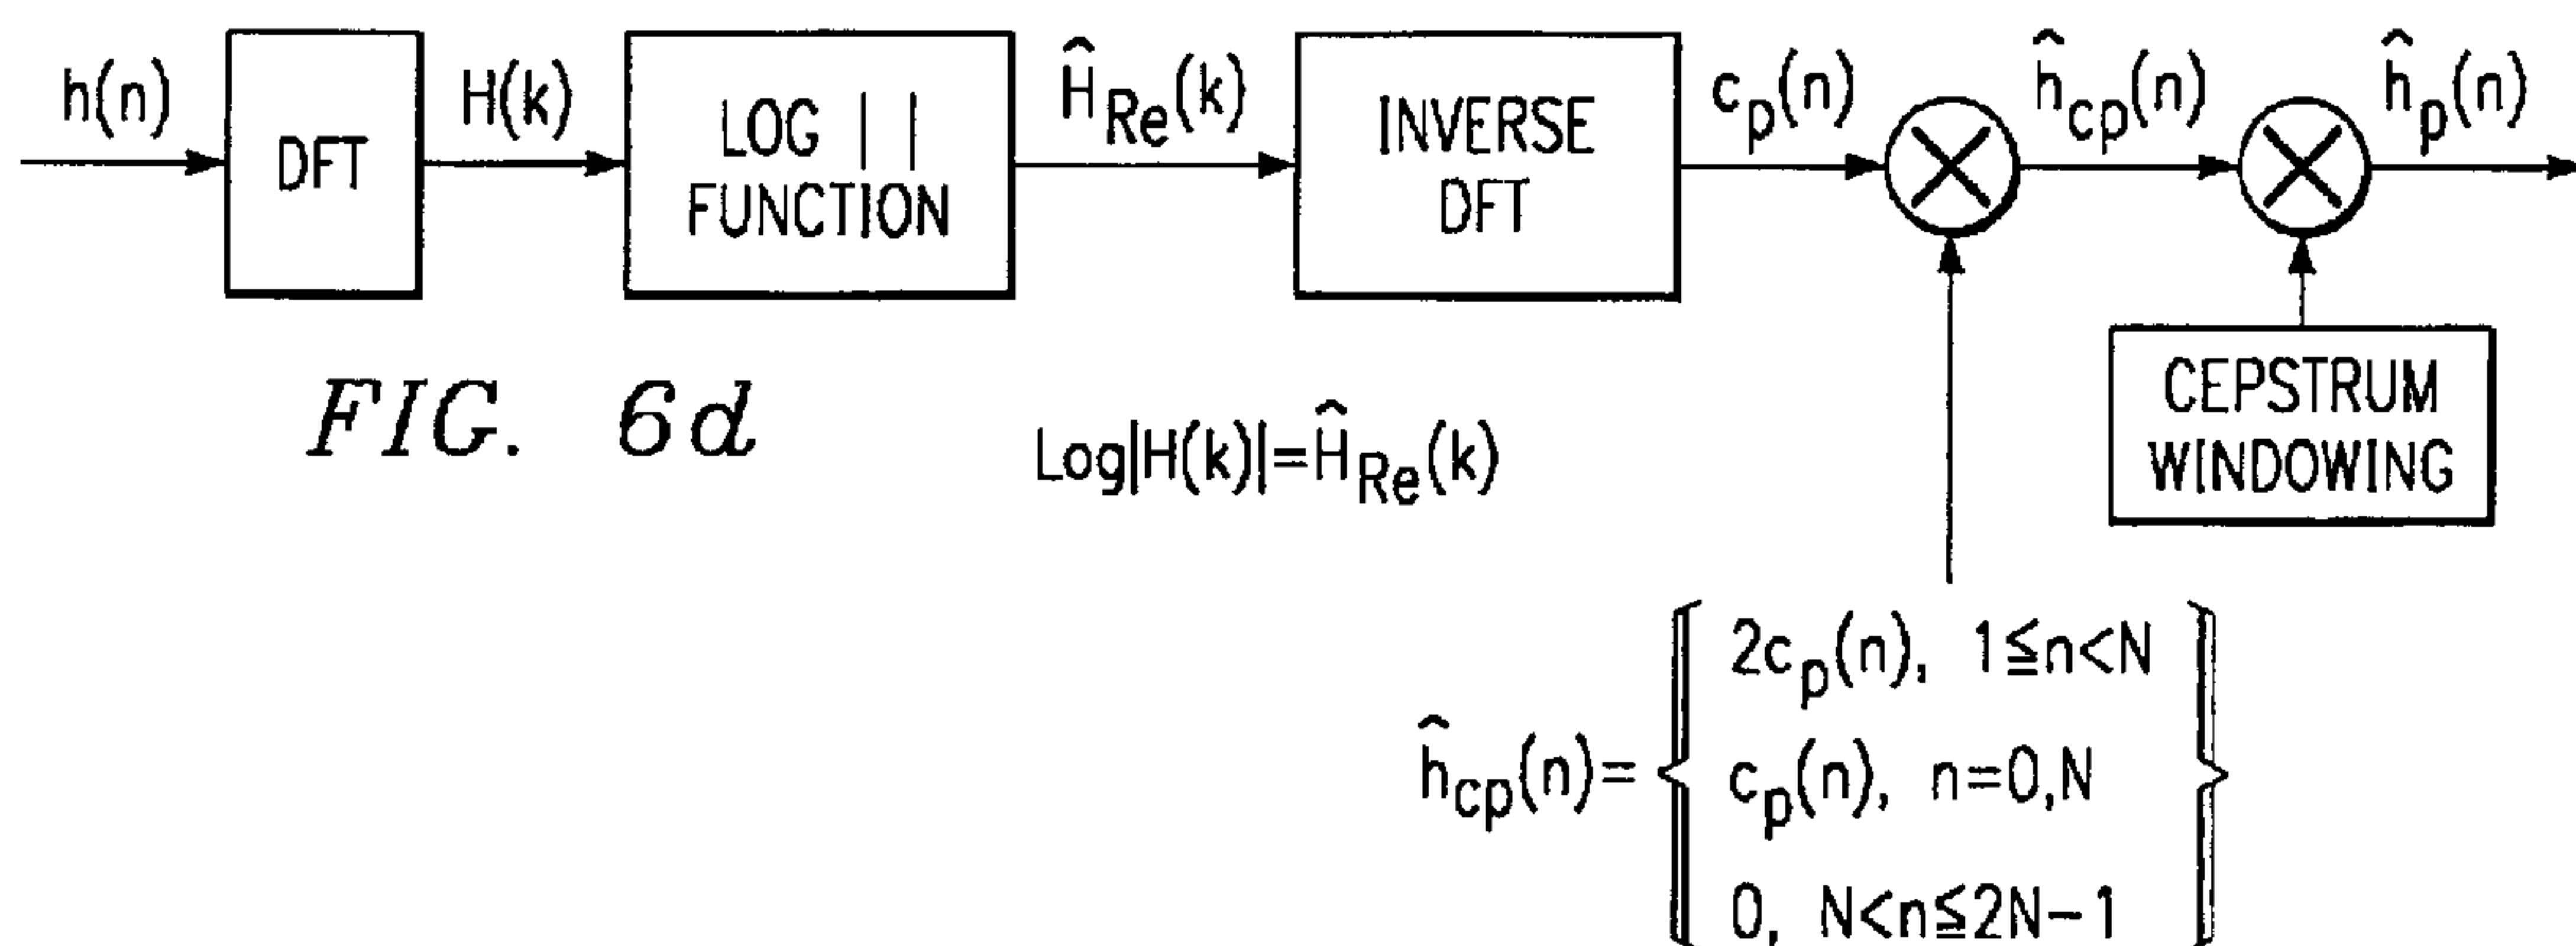 h(n)
DFT
H(k)
LOG | |
FUNCTION
Ĥ_Re(k)
INVERSE
DFT
c_p(n)
ĥ_cp(n)
ĥ_p(n)
CEPSTRUM
WINDOWING
FIG. 6d
Log|H(k)|=Ĥ_Re(k)
ĥ_cp(n)=
2c_p(n), 1≦n<N
c_p(n), n=0,N
0, N<n≦2N-1